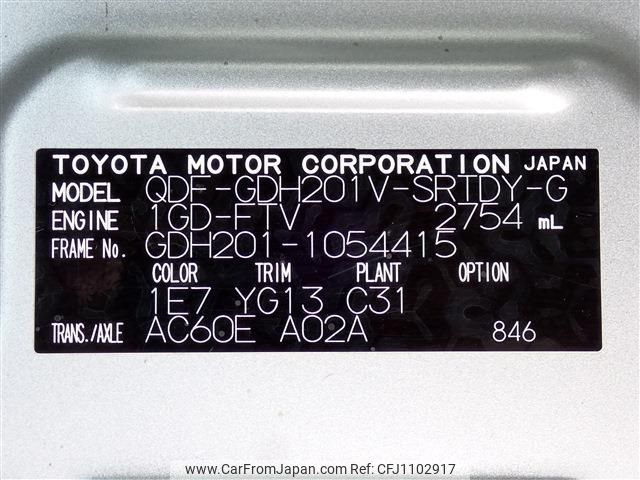 TOYOTA MOTOR CORPORATION JAPAN
MODEL QDF-GDH201V-SRTDY-G
ENGINE 1GD-FTV 2754 mL
FRAME No. GDH201-1054415
COLOR TRIM PLANT OPTION
1E7 YG13 C31
TRANS./AXLE AC60E A02A 846
www.CarFromJapan.com - CFJ1102917